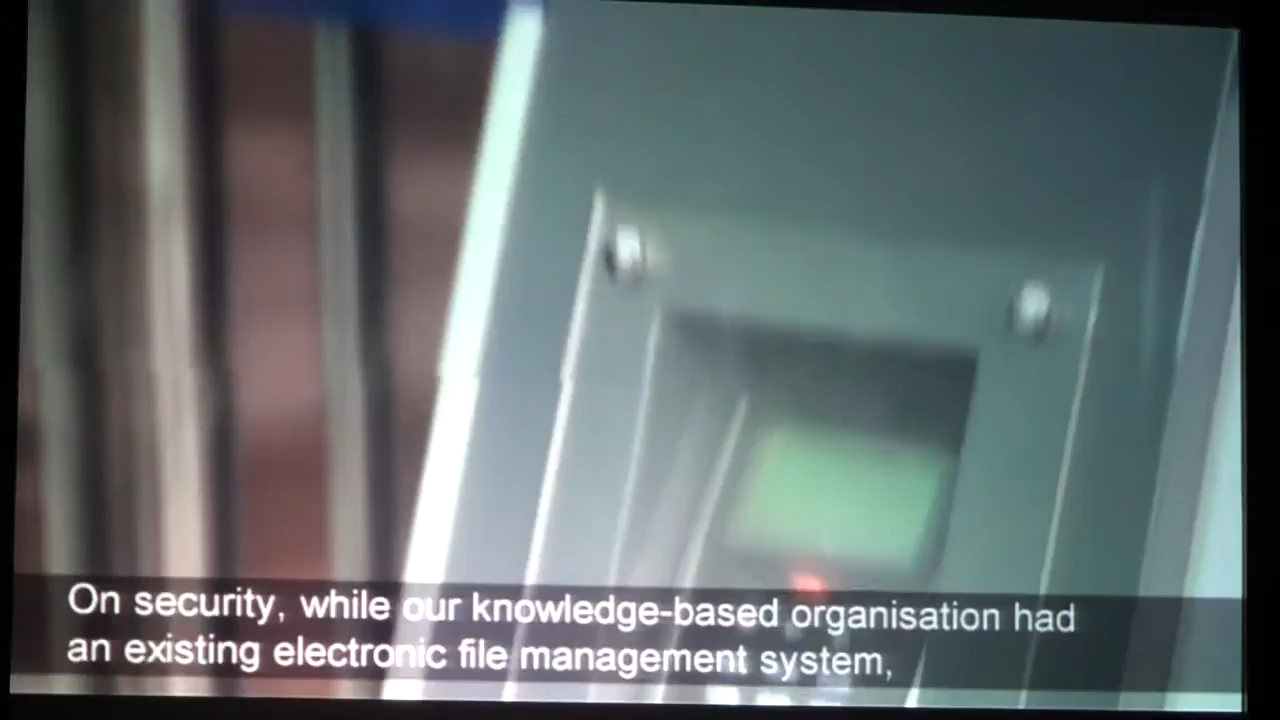 On security, while our knowledge-based organisation had
an existing electronic file management system,